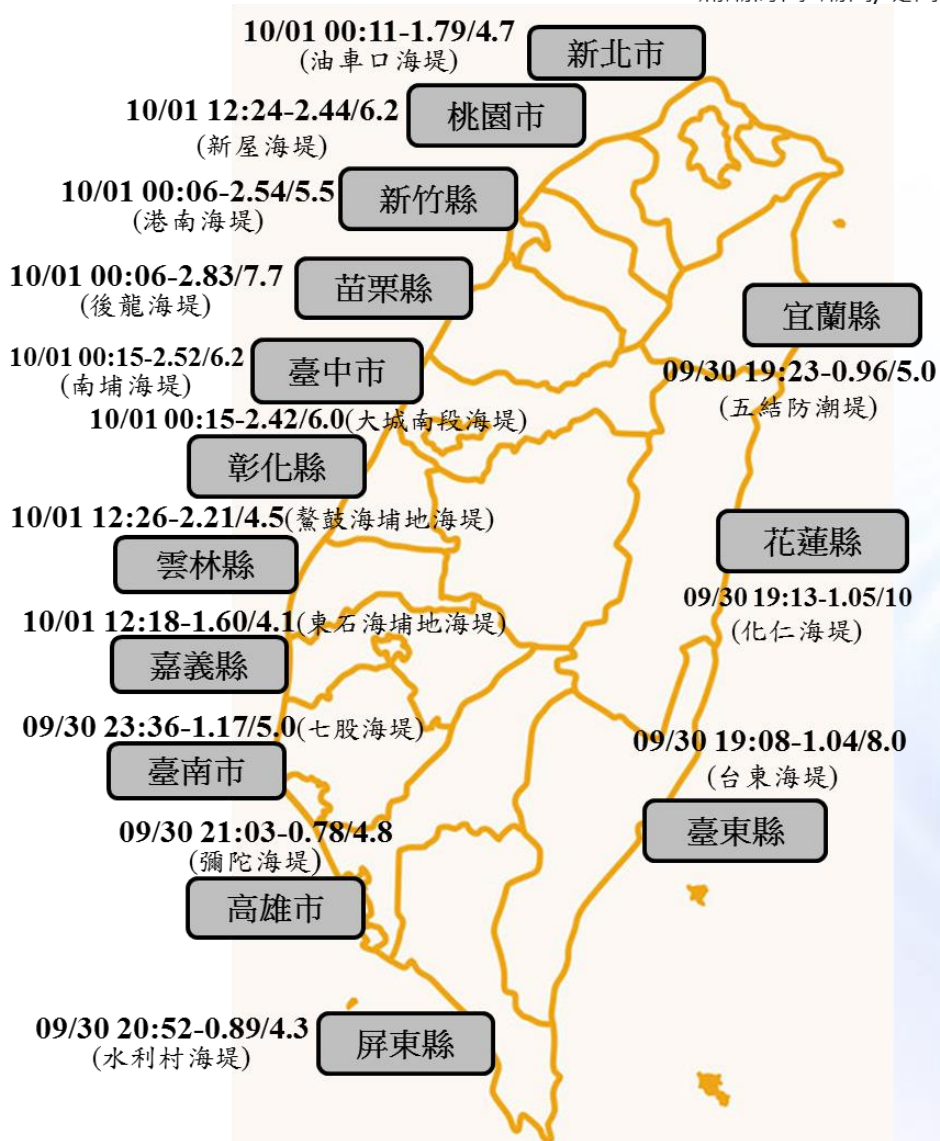 10/01 00:11-1.79/4.7
(油車口海堤)
新北市
10/01 12:24-2.44/6.2
(新屋海堤)
桃園市
10/01 00:06-2.54/5.5
(港南海堤)
新竹縣
10/01 00:06-2.83/7.7
(後龍海堤)
苗栗縣
宜蘭縣
09/30 19:23-0.96/5.0
(五結防潮堤)
10/01 00:15-2.52/6.2
(南埔海堤)
臺中市
10/01 00:15-2.42/6.0(大城南段海堤)
彰化縣
10/01 12:26-2.21/4.5(鰲鼓海埔地海堤)
雲林縣
花蓮縣
09/30 19:13-1.05/10
(化仁海堤)
10/01 12:18-1.60/4.1(東石海埔地海堤)
嘉義縣
09/30 23:36-1.17/5.0(七股海堤)
臺南市
09/30 19:08-1.04/8.0
(台東海堤)
臺東縣
09/30 21:03-0.78/4.8
(彌陀海堤)
高雄市
09/30 20:52-0.89/4.3
(水利村海堤)
屏東縣